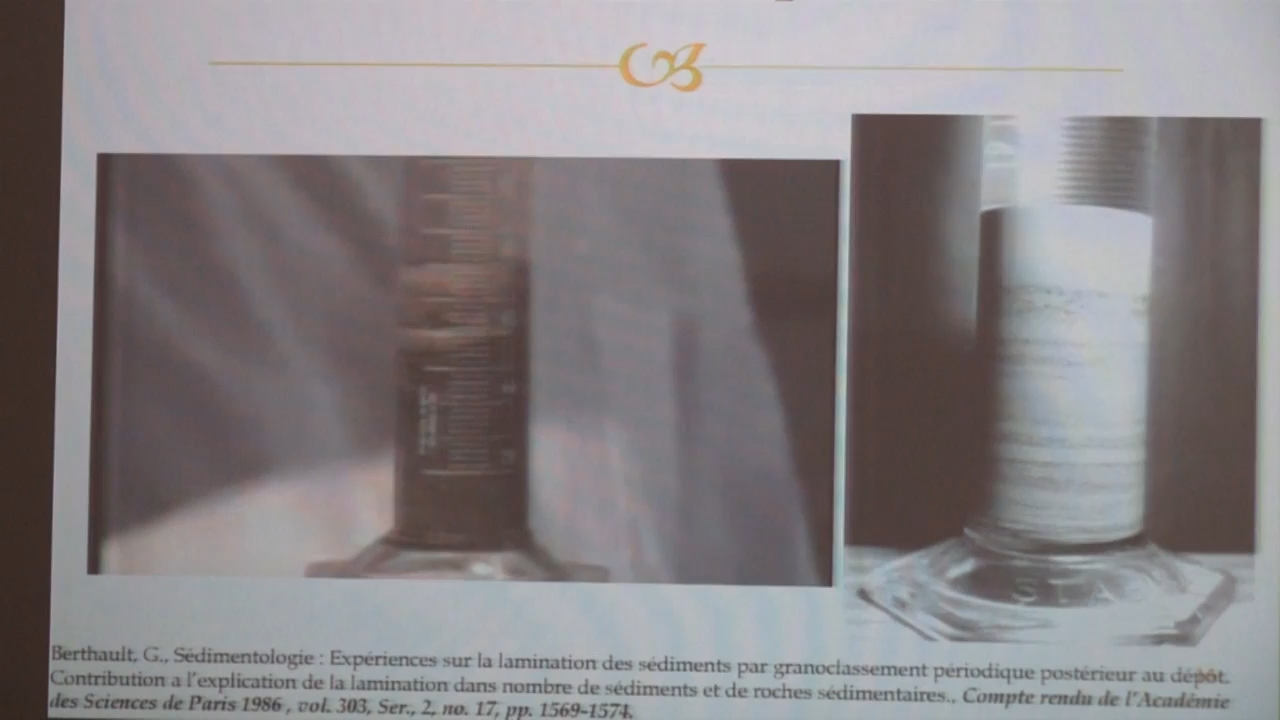 STA
Berthault, G., Sédimentologie : Expériences sur la lamination des sédiments par granoclassement périodique postérieur au dépôt.
Contribution a l'explication de la lamination dans nombre de sédiments et de roches sédimentaires., Compte rendu de l'Académie
des Sciences de Paris 1986 , vol. 303, Ser., 2, no. 17, pp. 1569-1574.